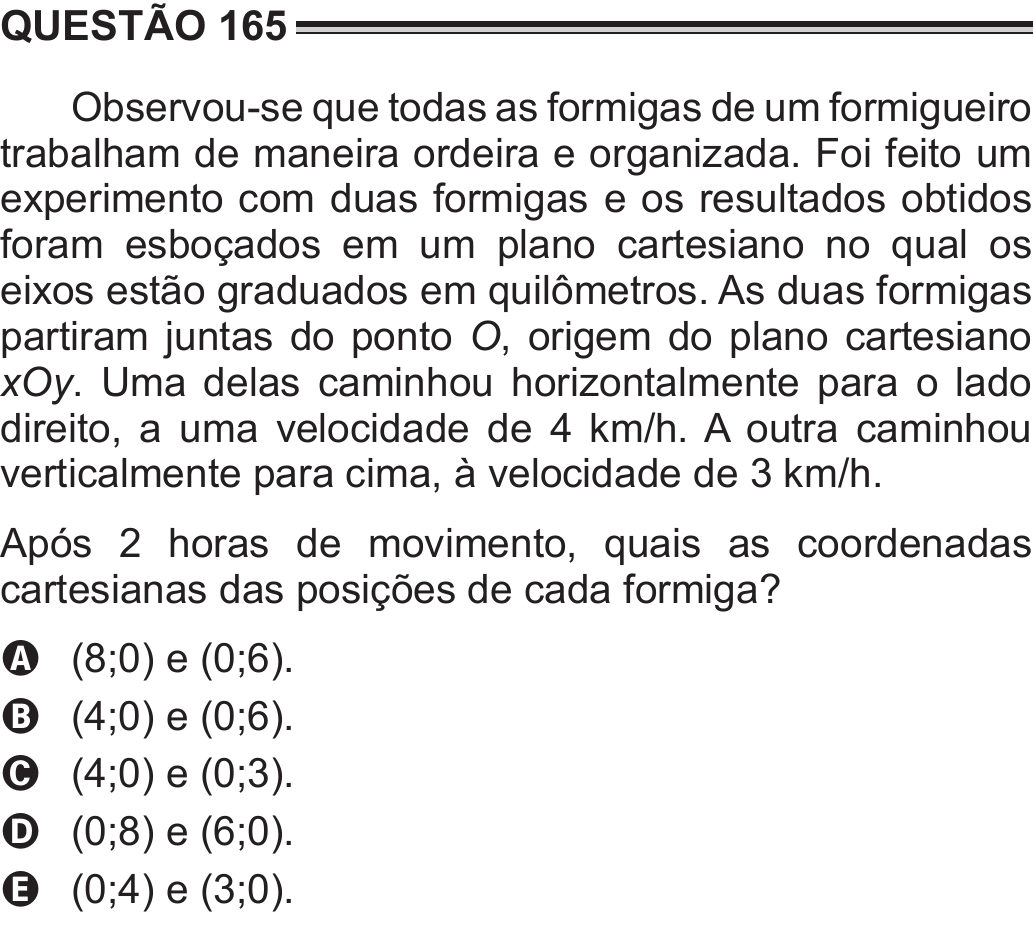 QUESTÃO 165
Observou-se que todas as formigas de um formigueiro
trabalham de maneira ordeira e organizada. Foi feito um
experimento com duas formigas e os resultados obtidos
foram esboçados em um plano cartesiano no qual os
eixos estão graduados em quilômetros. As duas formigas
partiram juntas do ponto O, origem do plano cartesiano
xOy. Uma delas caminhou horizontalmente para o lado
direito, a uma velocidade de 4 km/h. A outra caminhou
verticalmente para cima, à velocidade de 3 km/h.
Após 2 horas de movimento, quais as coordenadas
cartesianas das posições de cada formiga?
A (8;0) e (0;6).
B (4;0) e (0;6).
C (4;0) e (0;3).
D (0;8) e (6;0).
E (0;4) e (3;0).